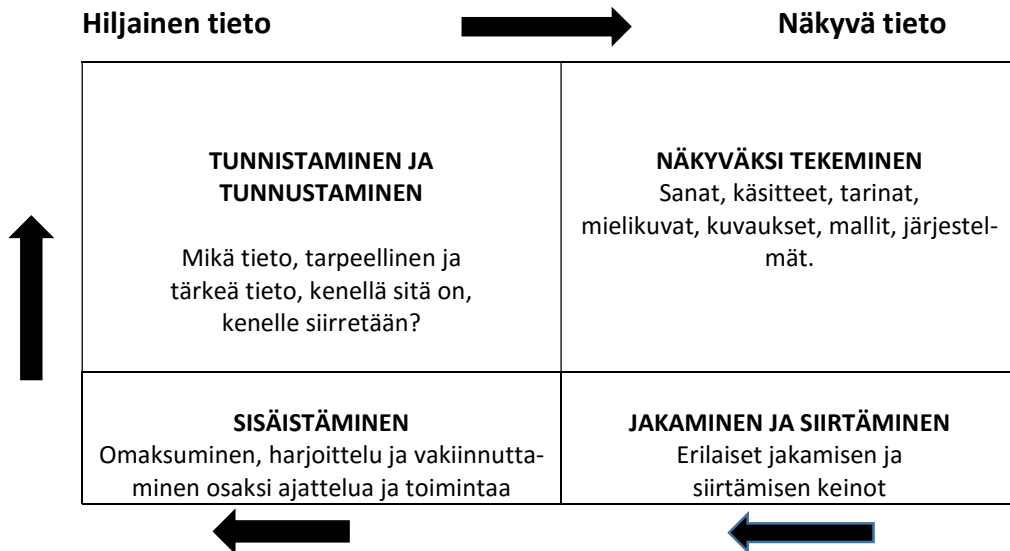 Hiljainen tieto
Näkyvä tieto
TUNNISTAMINEN JA
TUNNUSTAMINEN
Mikä tieto, tarpeellinen ja
tärkeä tieto, kenellä sitä on,
kenelle siirretään?
NÄKYVÄKSI TEKEMINEN
Sanat, käsitteet, tarinat,
mielikuvat, kuvaukset, mallit, järjestel-
mät.
SISÄISTÄMINEN
Omaksuminen, harjoittelu ja vakiinnutta-
minen osaksi ajattelua ja toimintaa
JAKAMINEN JA SIIRTÄMINEN
Erilaiset jakamisen ja
siirtämisen keinot